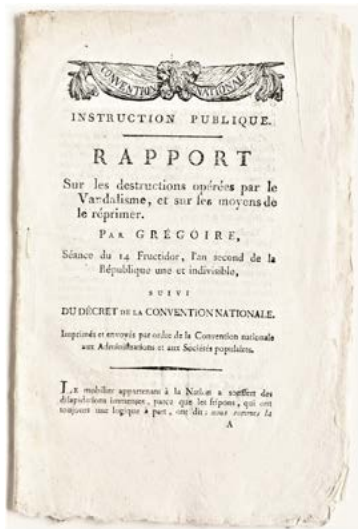 CONVENTION NATIONALE.
INSTRUCTION PUBLIQUE.
RAPPORT
Sur les destructions opérées par le
Vandalisme, et sur les moyens de
le réprimer.
PAR GRÉGOIRE,
Séance du 14 Fructidor, l'an second de la
République une et indivisible,
SUIVI
DU DÉCRET DE LA CONVENTION NATIONALE.
Imprimés et envoyés par ordre de la Convention nationale
aux Administrations et aux Sociétés populaires.
LE mobilier appartenant à la Nation a souffert des
dilapidations immenses, parce que les fripons, qui ont
toujours une logique à part, ont dit: nous sommes la
A